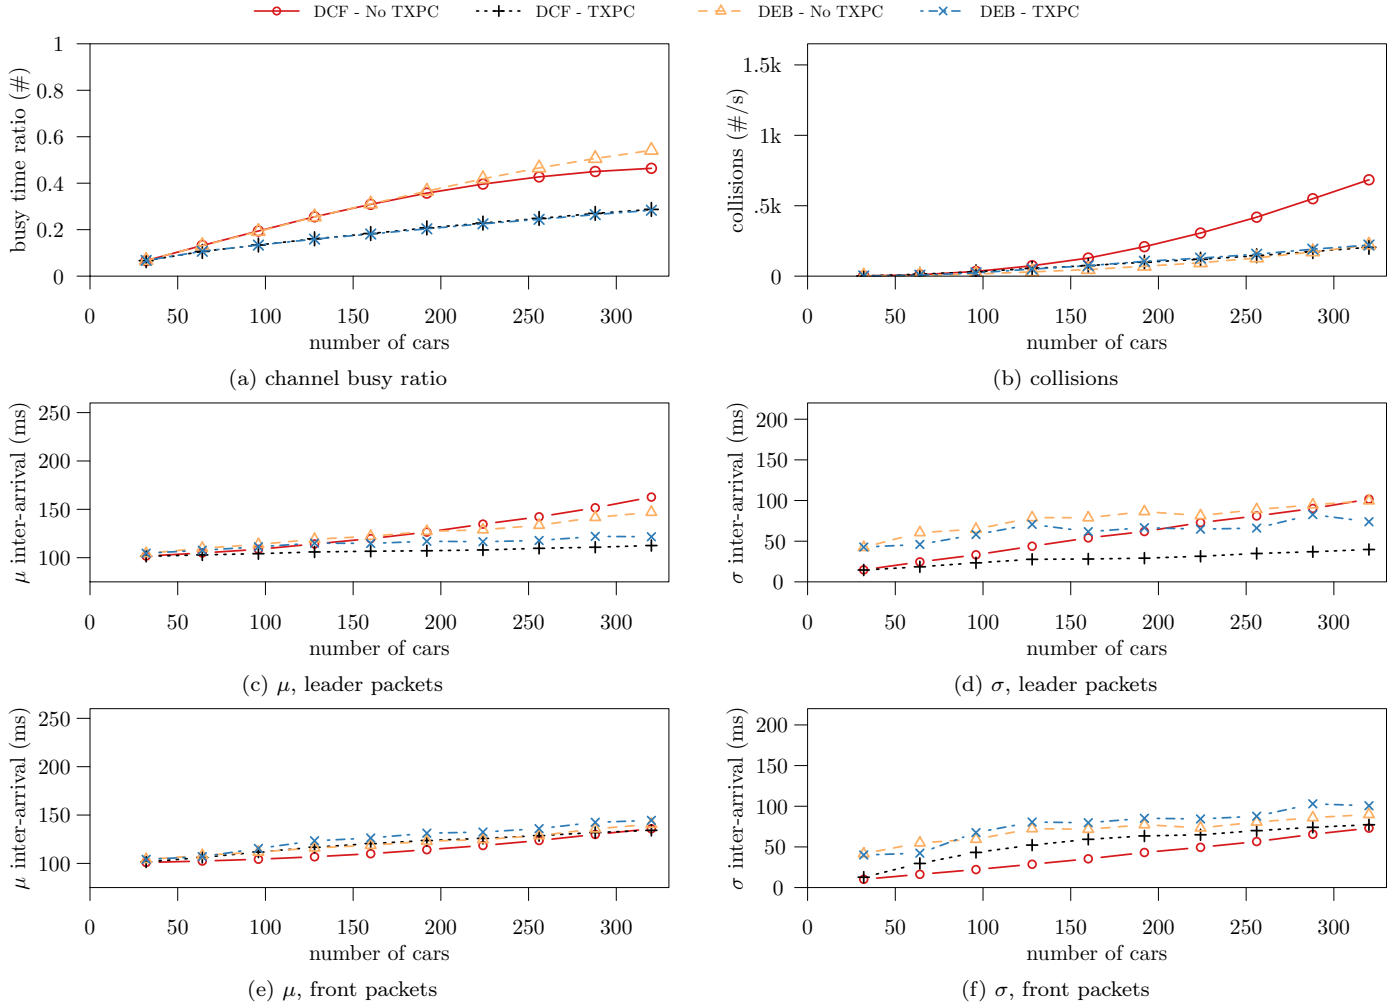 DCF - No TXPC DCF - TXPC DEB - No TXPC DEB - TXPC
busy time ratio (#)
1
0.8
0.6
0.4
0.2
0
0 50 100 150 200 250 300
number of cars
(a) channel busy ratio
collisions (#/s)
1.5k
1k
.5k
0
0 50 100 150 200 250 300
number of cars
(b) collisions
μ inter-arrival (ms)
250
200
150
100
0 50 100 150 200 250 300
number of cars
(c) μ, leader packets
σ inter-arrival (ms)
200
150
100
50
0
0 50 100 150 200 250 300
number of cars
(d) σ, leader packets
μ inter-arrival (ms)
250
200
150
100
0 50 100 150 200 250 300
number of cars
(e) μ, front packets
σ inter-arrival (ms)
200
150
100
50
0
0 50 100 150 200 250 300
number of cars
(f) σ, front packets